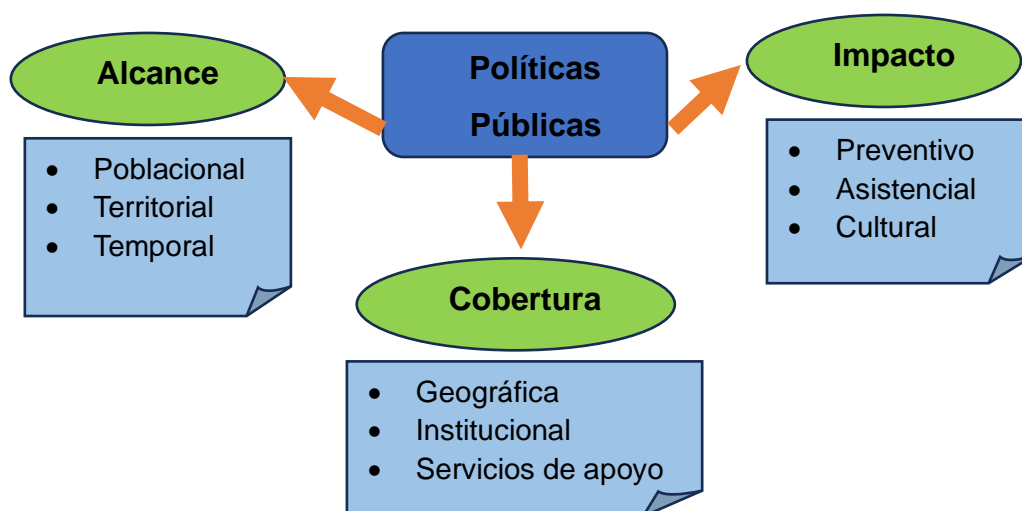 Políticas
Públicas
Alcance
• Poblacional
• Territorial
• Temporal
Impacto
• Preventivo
• Asistencial
• Cultural
Cobertura
• Geográfica
• Institucional
• Servicios de apoyo